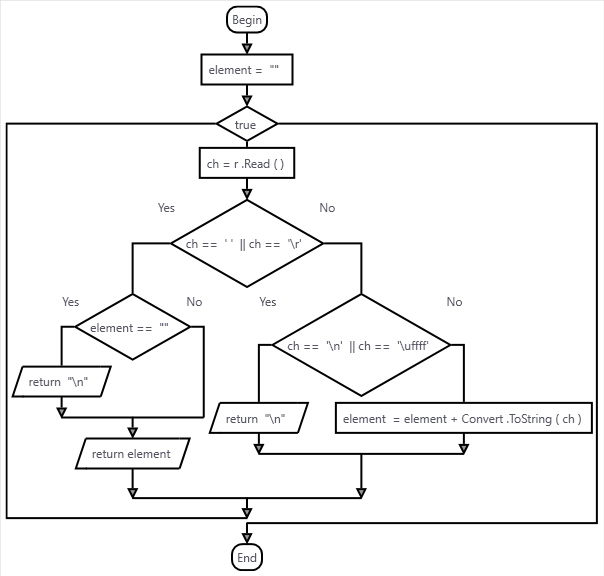 Begin
element = ""
true
ch = r .Read ( )
Yes
No
ch == ' ' || ch == '\r'
Yes
No
Yes
No
element == ""
ch == '\n' || ch == '\uffff'
return "\n"
return "\n"
element = element + Convert .ToString ( ch )
return element
End